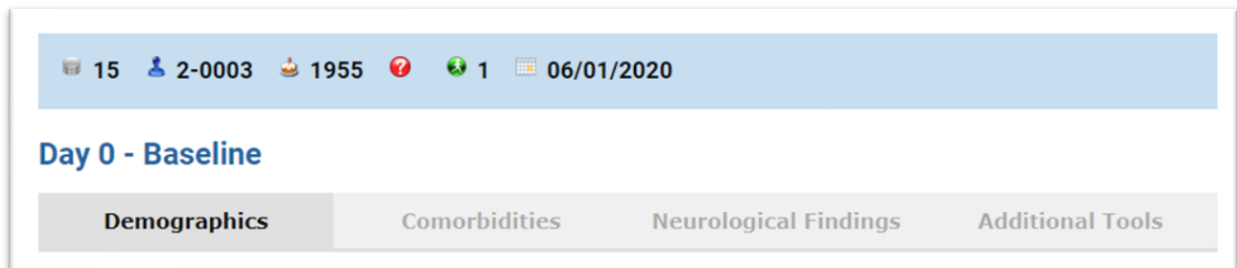 15 2-0003 1955 ? 1 06/01/2020
Day 0 - Baseline
Demographics Comorbidities Neurological Findings Additional Tools